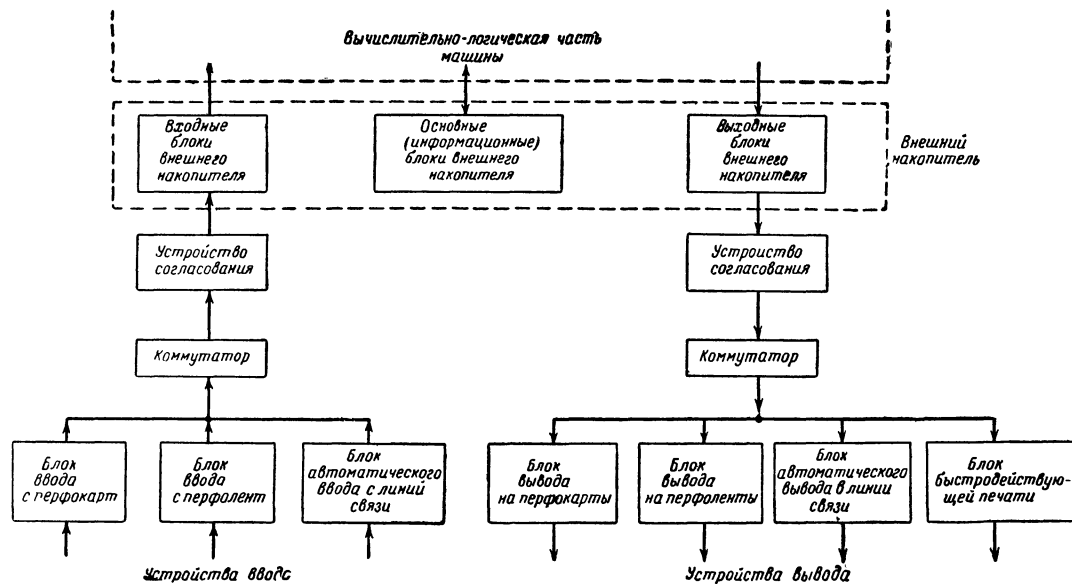 Вычислительно-логическая часть
машины
Входные
блоки
внешнего
накопителя
Основные
(информационные)
блоки внешнего
накопителя
Выходные
блоки
внешнего
накопителя
Внешний
накопитель
Устройство
согласования
Устройство
согласования
Коммутатор
Коммутатор
Блок
ввода
с перфокарт
Блок
ввода
с перфолент
Блок
автоматического
ввода с линий
связи
Блок
вывода
на перфокарты
Блок
вывода
на перфоленты
Блок
автоматического
вывода в линии
связи
Блок
быстродействую-
щей печати
Устройства ввода
Устройства вывода